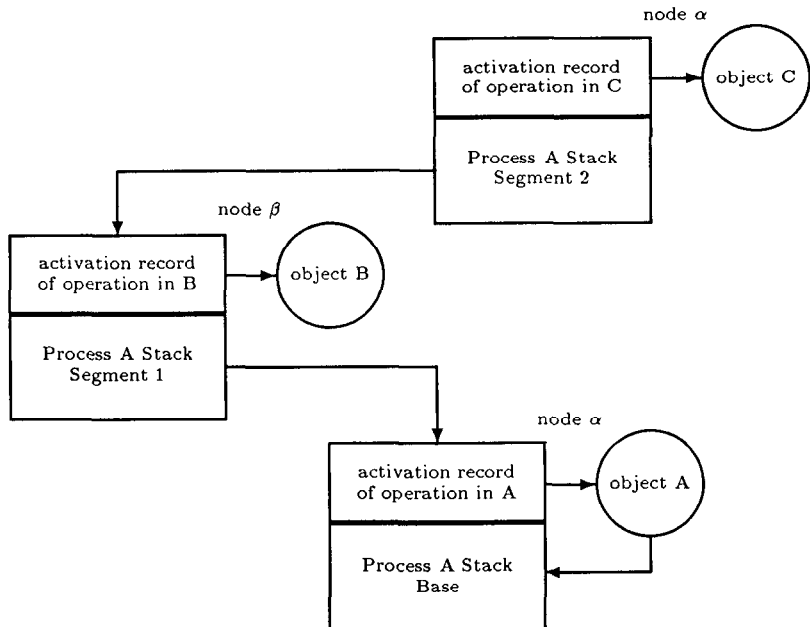 node α
activation record
of operation in C
object C
Process A Stack
Segment 2
node β
activation record
of operation in B
object B
Process A Stack
Segment 1
node α
activation record
of operation in A
object A
Process A Stack
Base